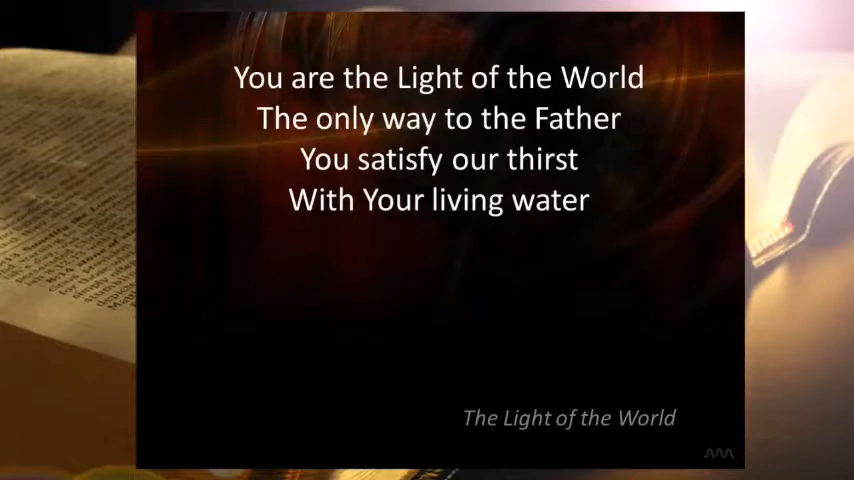 You are the Light of the World
The only way to the Father
You satisfy our thirst
With Your living water
The Light of the World